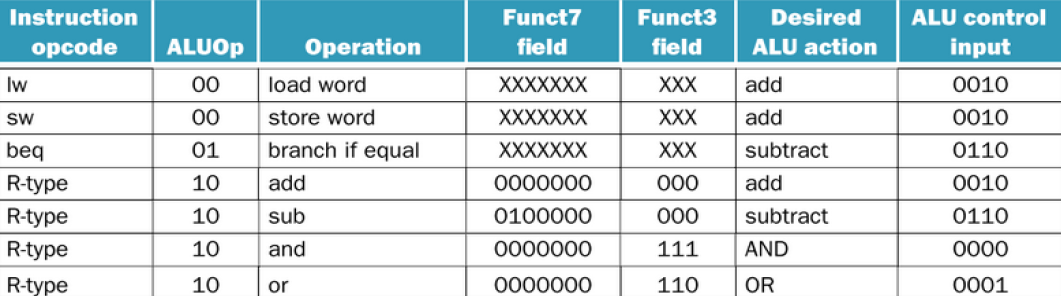 Instruction opcode ALUOp Operation Funct7 field Funct3 field Desired ALU action ALU control input
lw 00 load word XXXXXXX XXX add 0010
sw 00 store word XXXXXXX XXX add 0010
beq 01 branch if equal XXXXXXX XXX subtract 0110
R-type 10 add 0000000 000 add 0010
R-type 10 sub 0100000 000 subtract 0110
R-type 10 and 0000000 111 AND 0000
R-type 10 or 0000000 110 OR 0001